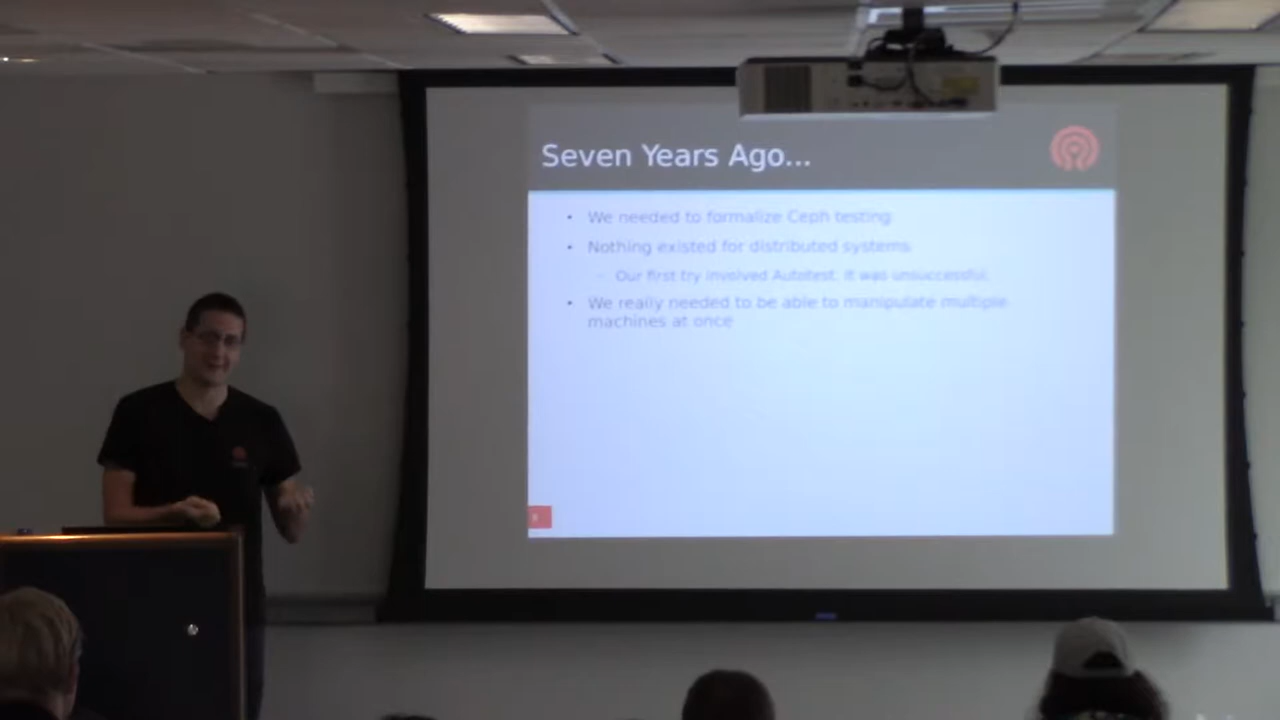 Seven Years Ago...
• We needed to formalize Ceph testing
• Nothing existed for distributed systems
– Our first try involved Autotest. It was unsuccessful.
• We really needed to be able to manipulate multiple
machines at once